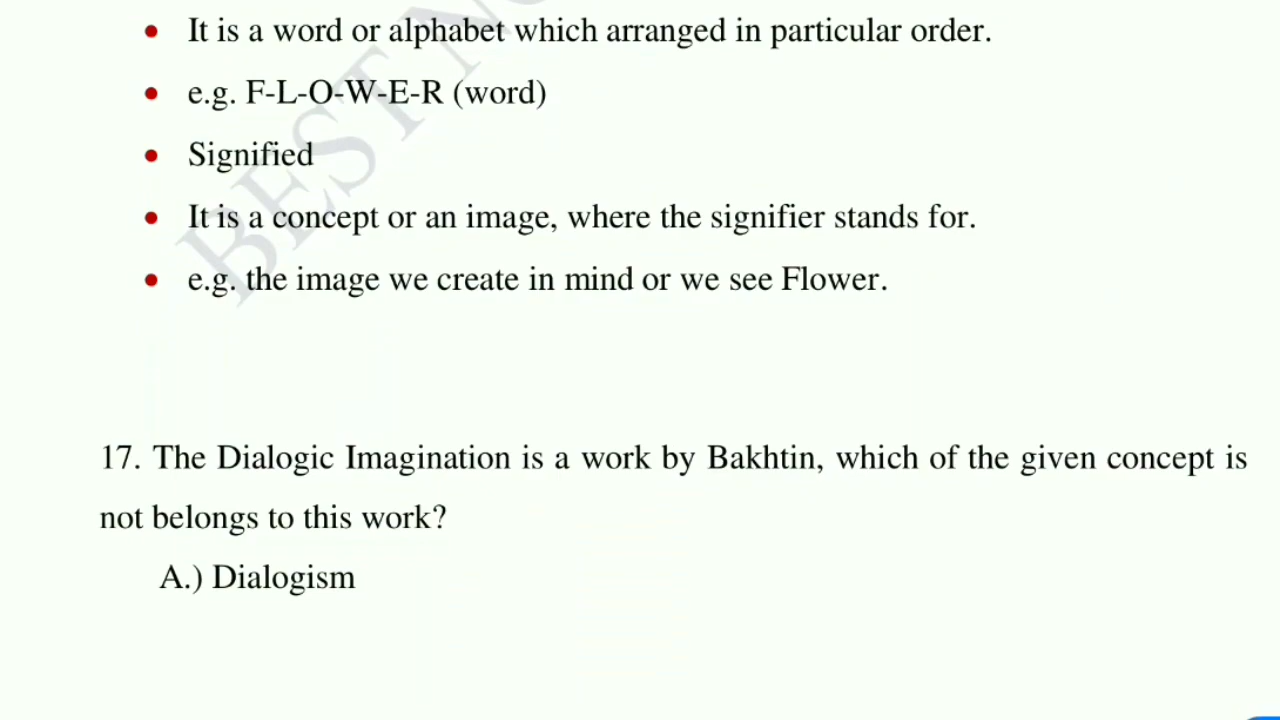 • It is a word or alphabet which arranged in particular order.
• e.g. F-L-O-W-E-R (word)
• Signified
• It is a concept or an image, where the signifier stands for.
• e.g. the image we create in mind or we see Flower.
17. The Dialogic Imagination is a work by Bakhtin, which of the given concept is
not belongs to this work?
A.) Dialogism
BEST